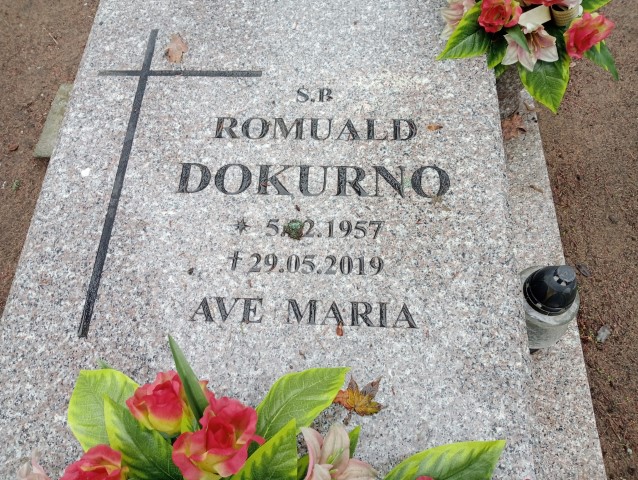 S.P.
ROMUALD
DOKURNO
† 29.05.2019
AVE MARIA